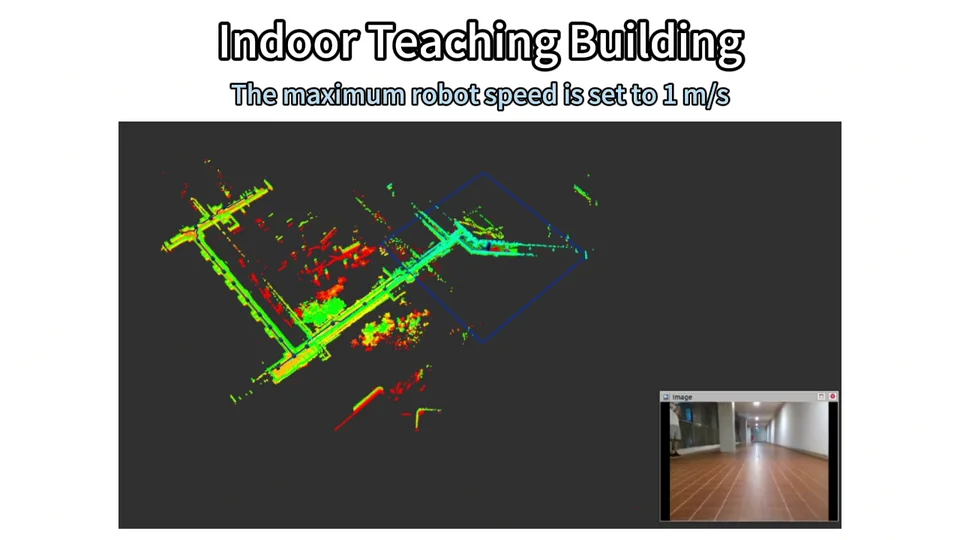 Indoor Teaching Building
The maximum robot speed is set to 1 m/s
Image